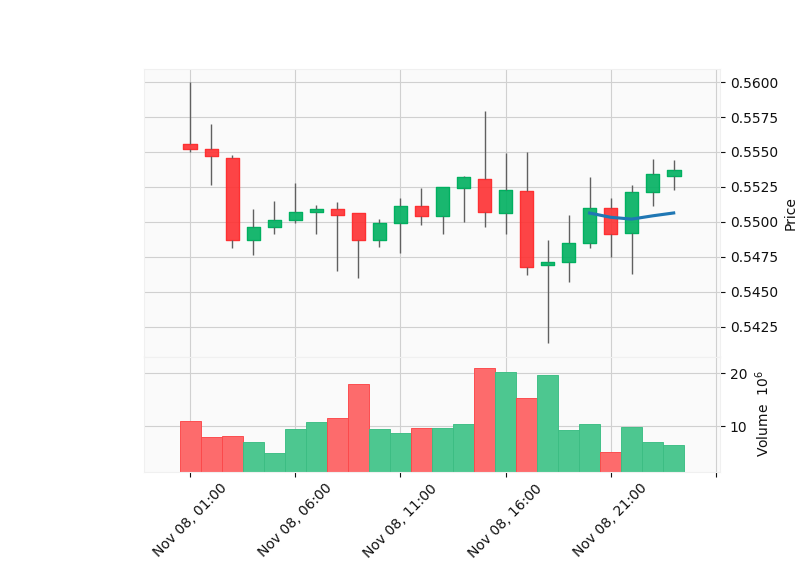 0.5600
0.5575
0.5550
0.5525
0.5500
0.5475
0.5450
0.5425
Price
20
10
Volume 10⁶
Nov 08, 01:00
Nov 08, 06:00
Nov 08, 11:00
Nov 08, 16:00
Nov 08, 21:00